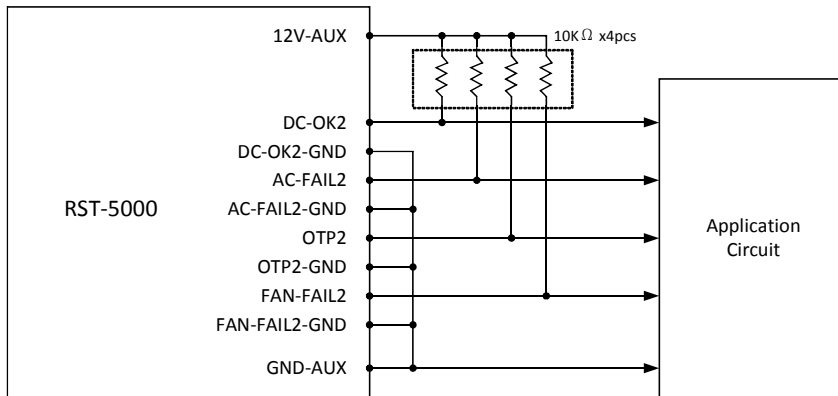 12V-AUX
10KΩ x4pcs
DC-OK2
DC-OK2-GND
AC-FAIL2
RST-5000
AC-FAIL2-GND
Application
Circuit
OTP2
OTP2-GND
FAN-FAIL2
FAN-FAIL2-GND
GND-AUX